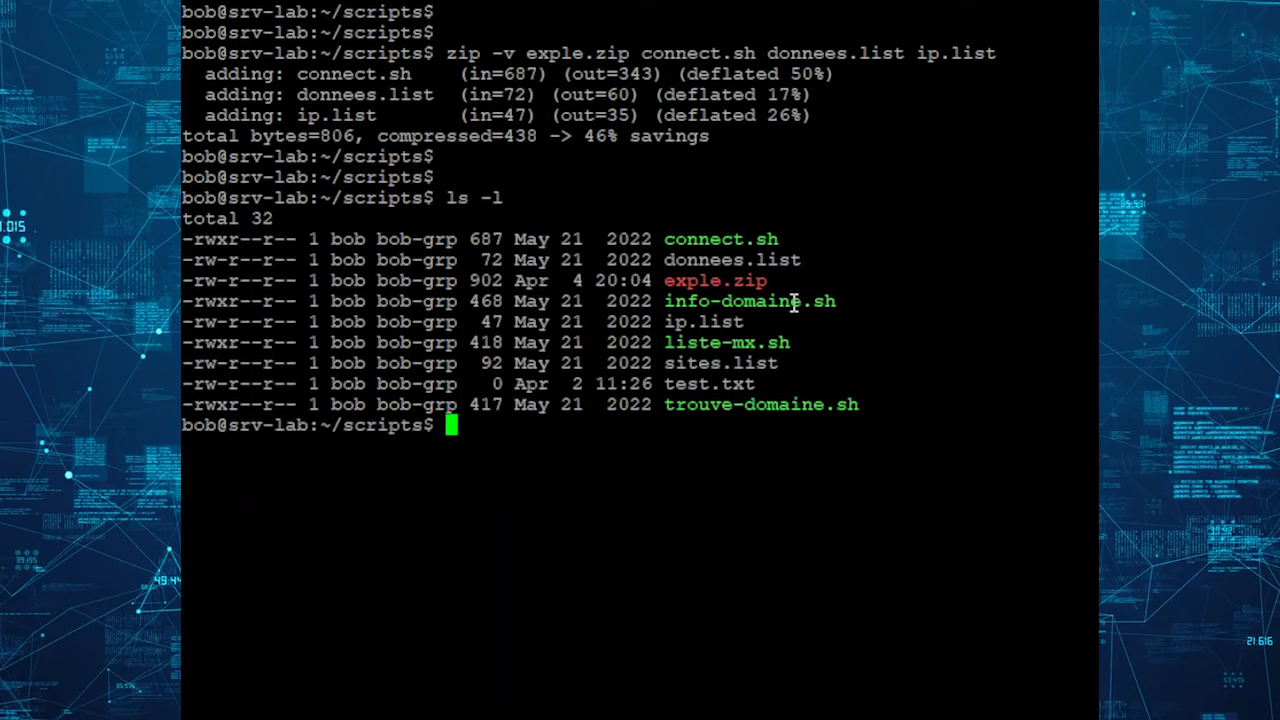 bob@srv-lab:~/scripts$
bob@srv-lab:~/scripts$
bob@srv-lab:~/scripts$ zip -v exple.zip connect.sh donnees.list ip.list
  adding: connect.sh    (in=687) (out=343) (deflated 50%)
  adding: donnees.list  (in=72) (out=60) (deflated 17%)
  adding: ip.list       (in=47) (out=35) (deflated 26%)
total bytes=806, compressed=438 -> 46% savings
bob@srv-lab:~/scripts$
bob@srv-lab:~/scripts$
bob@srv-lab:~/scripts$ ls -l
total 32
-rwxr--r-- 1 bob bob-grp 687 May 21  2022 connect.sh
-rw-r--r-- 1 bob bob-grp  72 May 21  2022 donnees.list
-rw-r--r-- 1 bob bob-grp 902 Apr  4 20:04 exple.zip
-rwxr--r-- 1 bob bob-grp 468 May 21  2022 info-domaine.sh
-rw-r--r-- 1 bob bob-grp  47 May 21  2022 ip.list
-rwxr--r-- 1 bob bob-grp 418 May 21  2022 liste-mx.sh
-rw-r--r-- 1 bob bob-grp  92 May 21  2022 sites.list
-rw-r--r-- 1 bob bob-grp   0 Apr  2 11:26 test.txt
-rwxr--r-- 1 bob bob-grp 417 May 21  2022 trouve-domaine.sh
bob@srv-lab:~/scripts$
1.015
49.44
21.616